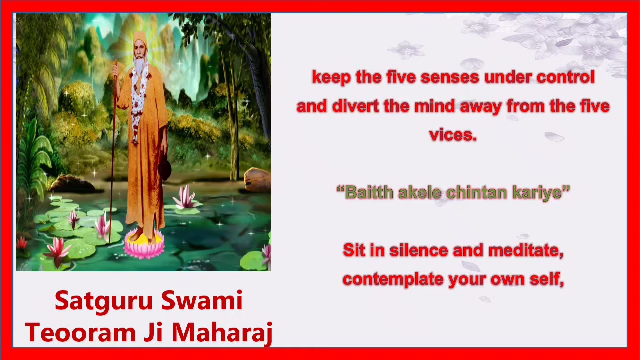 keep the five senses under control
and divert the mind away from the five
vices.
“Baitth akele chintan kariye”
Sit in silence and meditate,
contemplate your own self,
Satguru Swami
Teooram Ji Maharaj